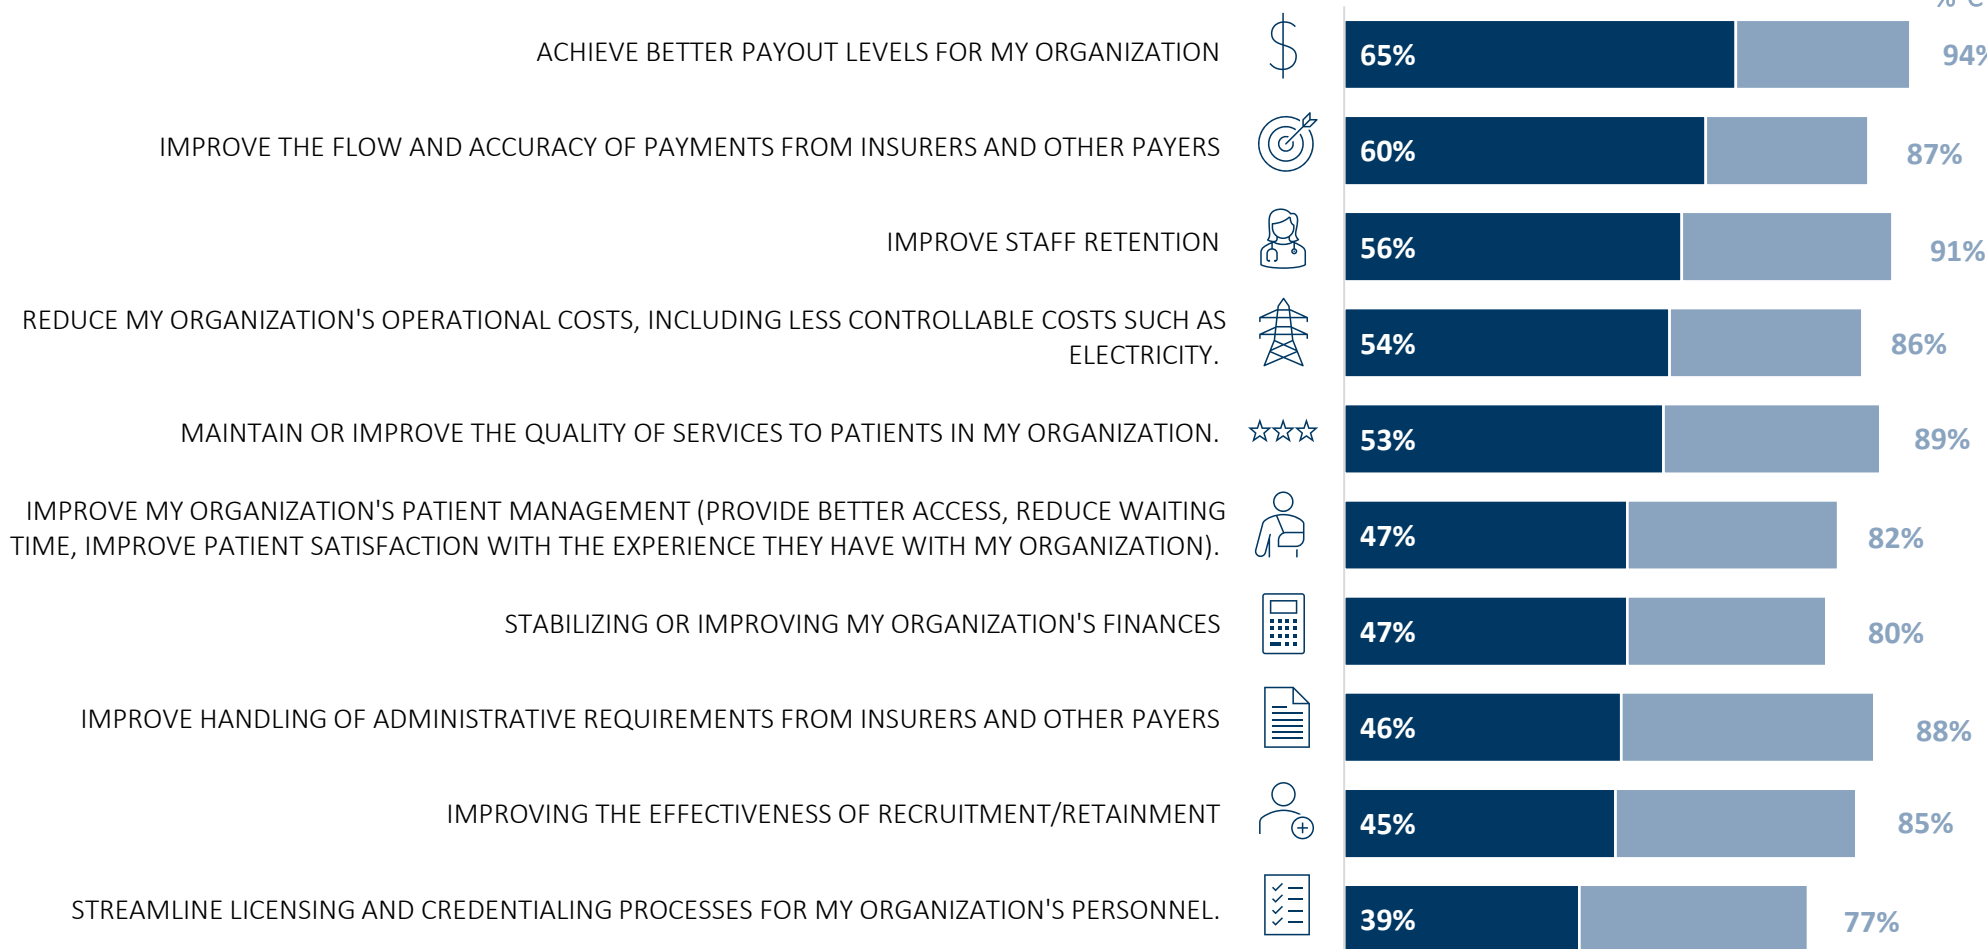 ACHIEVE BETTER PAYOUT LEVELS FOR MY ORGANIZATION 65% 94%
IMPROVE THE FLOW AND ACCURACY OF PAYMENTS FROM INSURERS AND OTHER PAYERS 60% 87%
IMPROVE STAFF RETENTION 56% 91%
REDUCE MY ORGANIZATION'S OPERATIONAL COSTS, INCLUDING LESS CONTROLLABLE COSTS SUCH AS
ELECTRICITY. 54% 86%
MAINTAIN OR IMPROVE THE QUALITY OF SERVICES TO PATIENTS IN MY ORGANIZATION. 53% 89%
IMPROVE MY ORGANIZATION'S PATIENT MANAGEMENT (PROVIDE BETTER ACCESS, REDUCE WAITING
TIME, IMPROVE PATIENT SATISFACTION WITH THE EXPERIENCE THEY HAVE WITH MY ORGANIZATION). 47% 82%
STABILIZING OR IMPROVING MY ORGANIZATION'S FINANCES 47% 80%
IMPROVE HANDLING OF ADMINISTRATIVE REQUIREMENTS FROM INSURERS AND OTHER PAYERS 46% 88%
IMPROVING THE EFFECTIVENESS OF RECRUITMENT/RETAINMENT 45% 85%
STREAMLINE LICENSING AND CREDENTIALING PROCESSES FOR MY ORGANIZATION'S PERSONNEL. 39% 77%